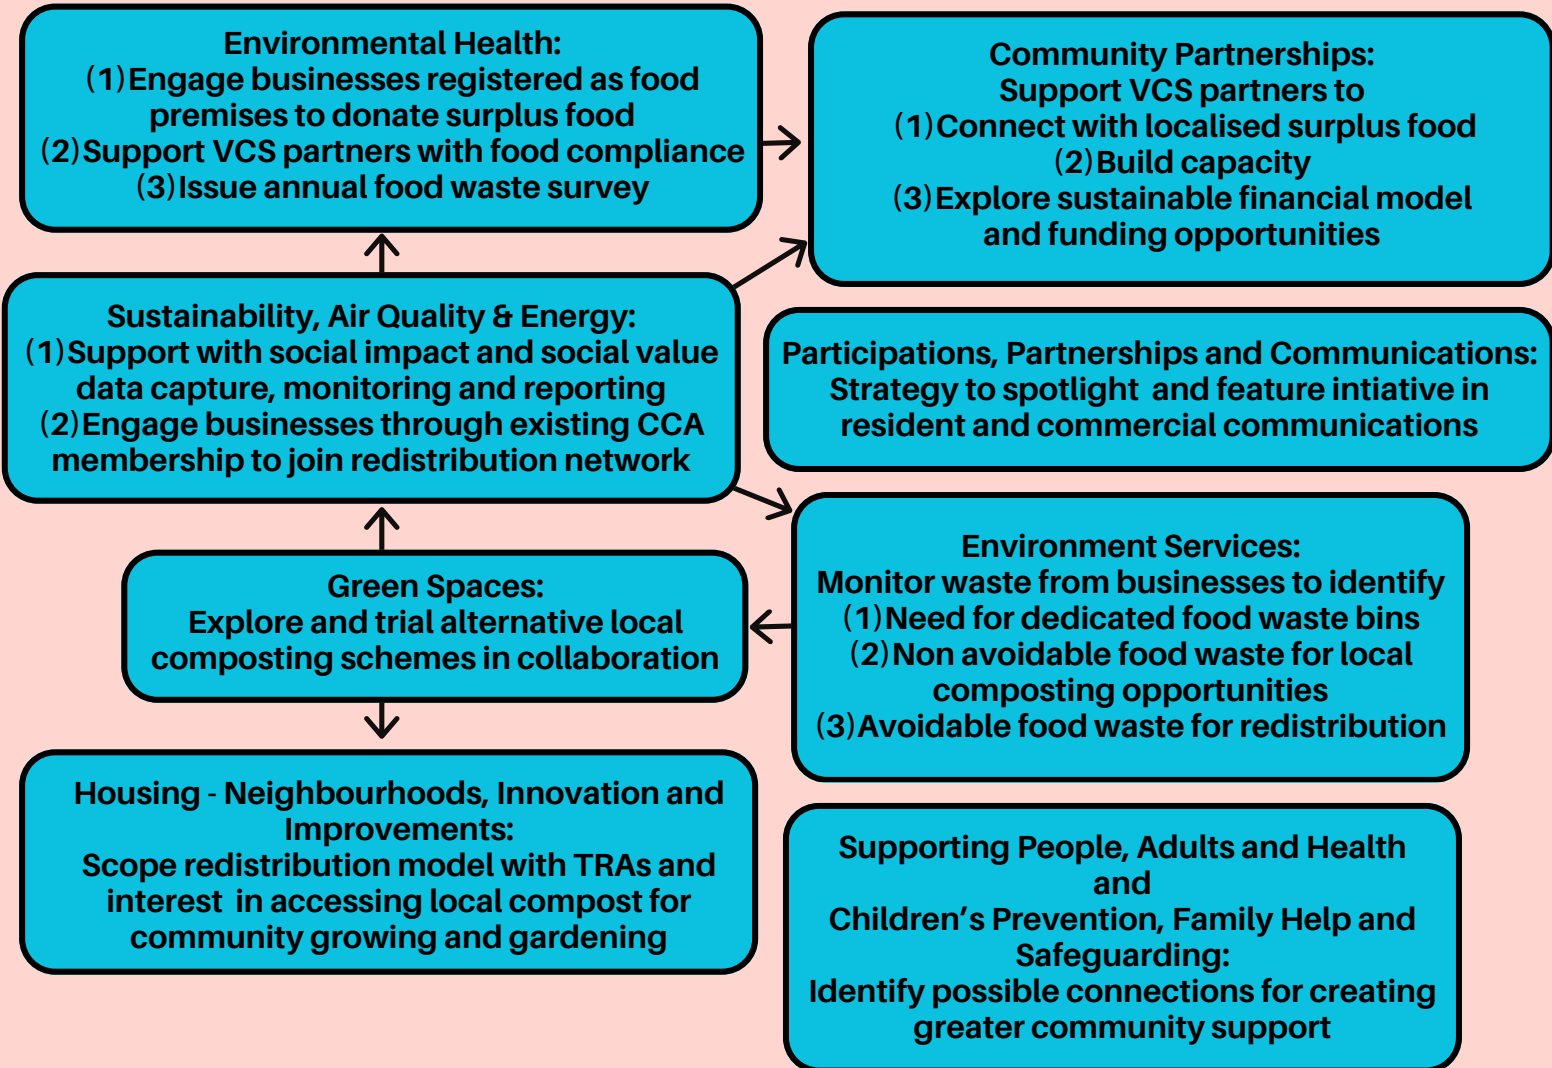 Environmental Health:
(1)Engage businesses registered as food
premises to donate surplus food
(2)Support VCS partners with food compliance
(3)Issue annual food waste survey
Community Partnerships:
Support VCS partners to
(1)Connect with localised surplus food
(2)Build capacity
(3)Explore sustainable financial model
and funding opportunities
Sustainability, Air Quality & Energy:
(1)Support with social impact and social value
data capture, monitoring and reporting
(2)Engage businesses through existing CCA
membership to join redistribution network
Participations, Partnerships and Communications:
Strategy to spotlight and feature intiative in
resident and commercial communications
Green Spaces:
Explore and trial alternative local
composting schemes in collaboration
Environment Services:
Monitor waste from businesses to identify
(1)Need for dedicated food waste bins
(2)Non avoidable food waste for local
composting opportunities
(3)Avoidable food waste for redistribution
Housing - Neighbourhoods, Innovation and
Improvements:
Scope redistribution model with TRAs and
interest in accessing local compost for
community growing and gardening
Supporting People, Adults and Health
and
Children's Prevention, Family Help and
Safeguarding:
Identify possible connections for creating
greater community support